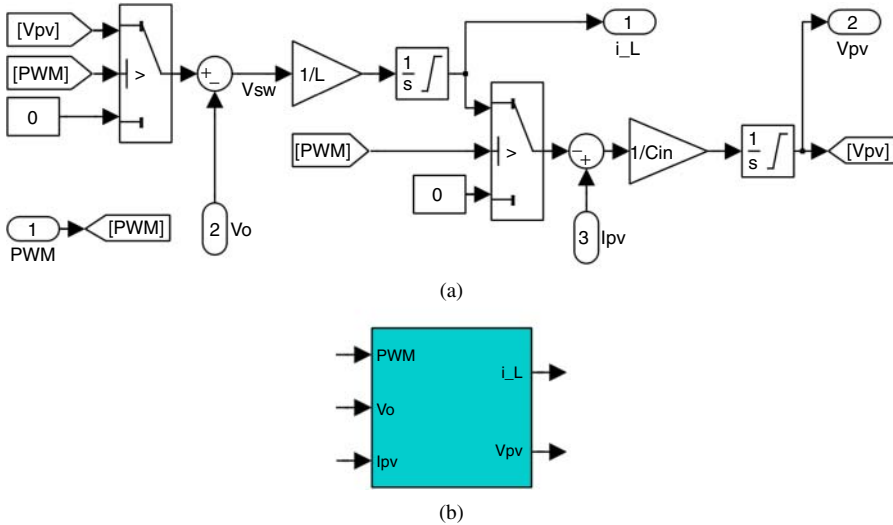 [Vpv]
[PWM]
0
>
+
−
Vsw
1/L
1
s
1
i_L
2
Vpv
[PWM]
0
>
−
+
1/Cin
1
s
[Vpv]
2
Vo
3
Ipv
1
PWM
[PWM]
(a)
PWM
i_L
Vo
Vpv
Ipv
(b)